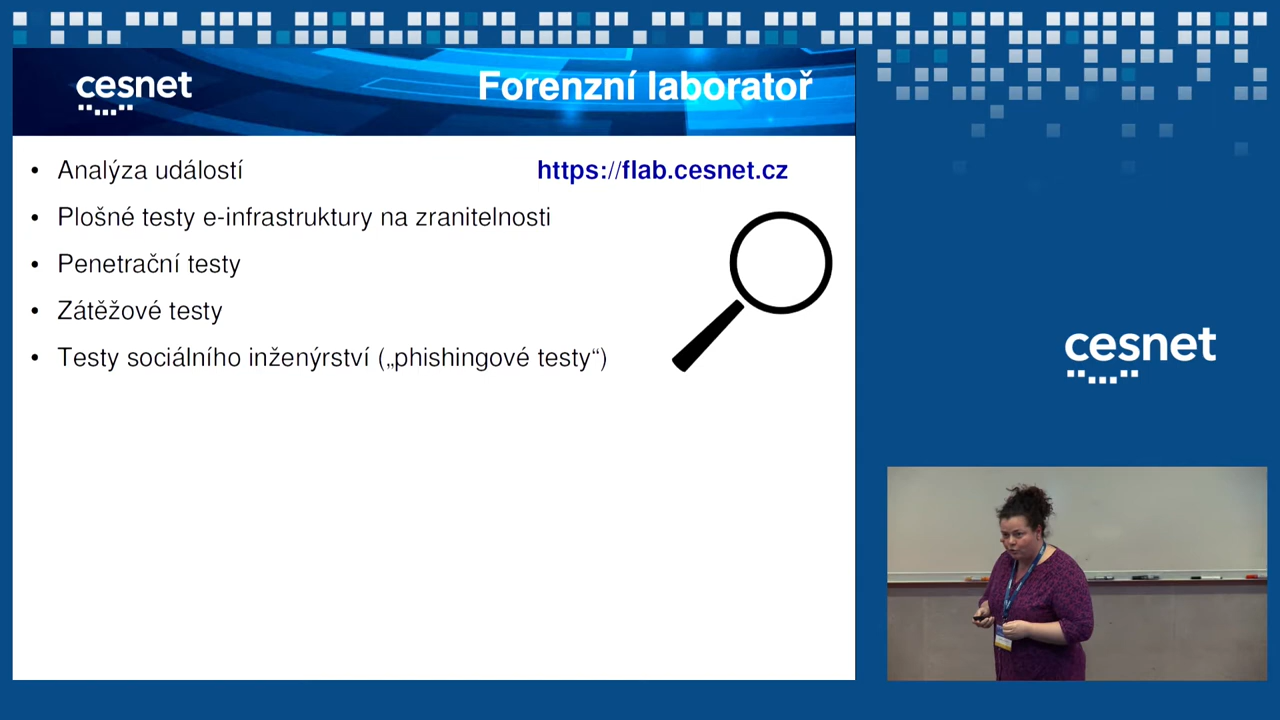 cesnet
Forenzní laboratoř
• Analýza událostí
https://flab.cesnet.cz
• Plošné testy e-infrastruktury na zranitelnosti
• Penetrační testy
• Zátěžové testy
• Testy sociálního inženýrství („phishingové testy“)
cesnet